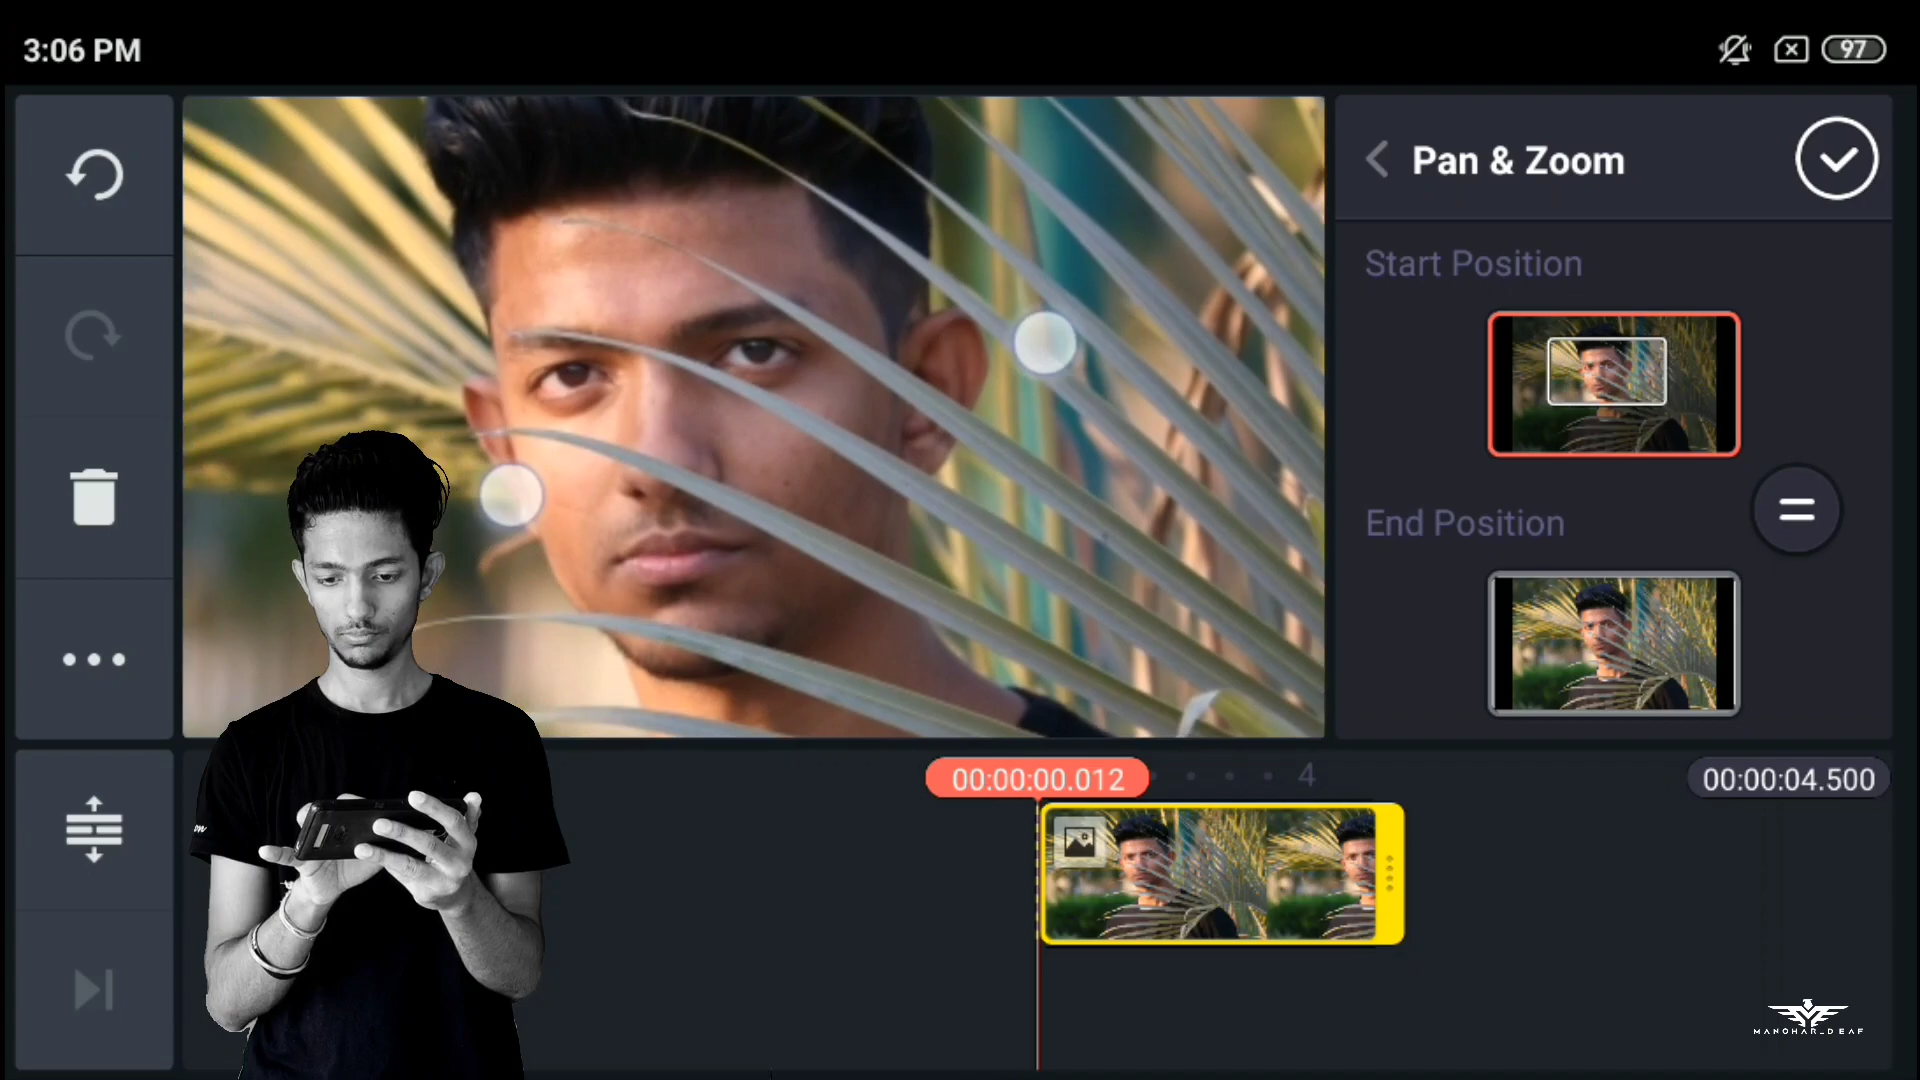 3:06 PM
97
Pan & Zoom
Start Position
End Position
00:00:00.012
4
00:00:04.500
on
MANOHAR_DEAF